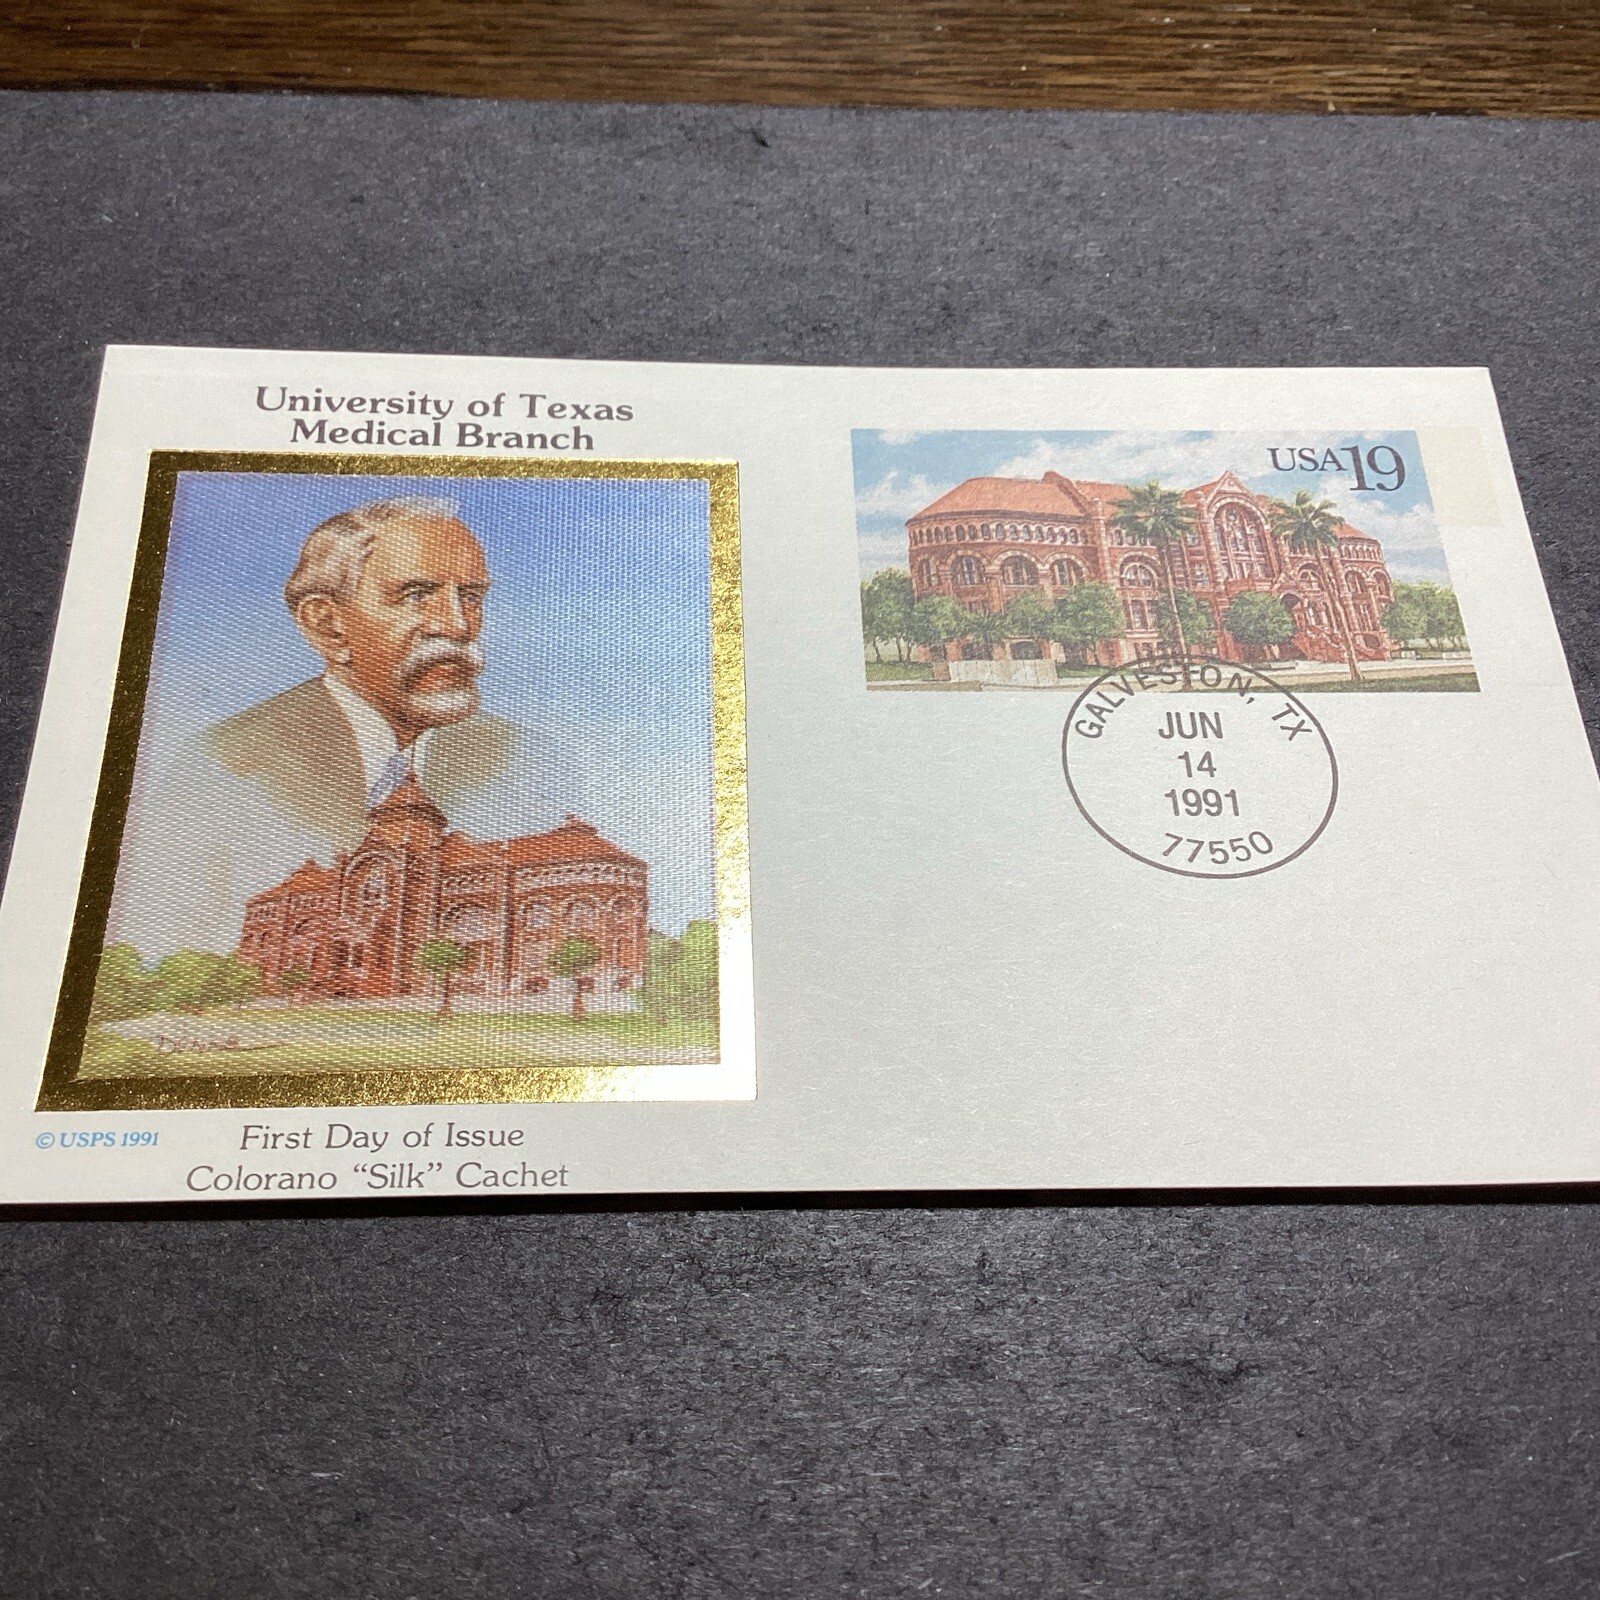 University of Texas
Medical Branch
USA19
GALVESTON, TX
JUN
14
1991
77550
© USPS 1991
First Day of Issue
Colorano “Silk” Cachet